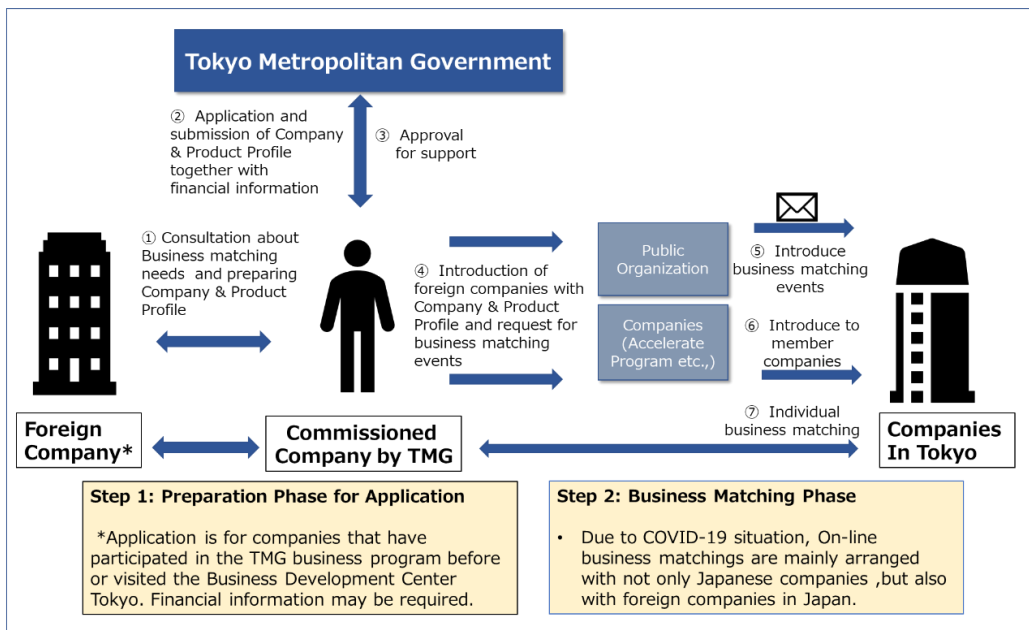 Tokyo Metropolitan Government
② Application and
submission of Company
& Product Profile
together with
financial information
③ Approval
for support
① Consultation about
Business matching
needs and preparing
Company & Product
Profile
④ Introduction of
foreign companies with
Company & Product
Profile and request for
business matching
events
Public
Organization
Companies
(Accelerate
Program etc.,)
⑤ Introduce
business matching
events
⑥ Introduce to
member
companies
⑦ Individual
business matching
Foreign
Company*
Commissioned
Company by TMG
Companies
In Tokyo
Step 1: Preparation Phase for Application
*Application is for companies that have
participated in the TMG business program before
or visited the Business Development Center
Tokyo. Financial information may be required.
Step 2: Business Matching Phase
• Due to COVID-19 situation, On-line
business matchings are mainly arranged
with not only Japanese companies ,but also
with foreign companies in Japan.